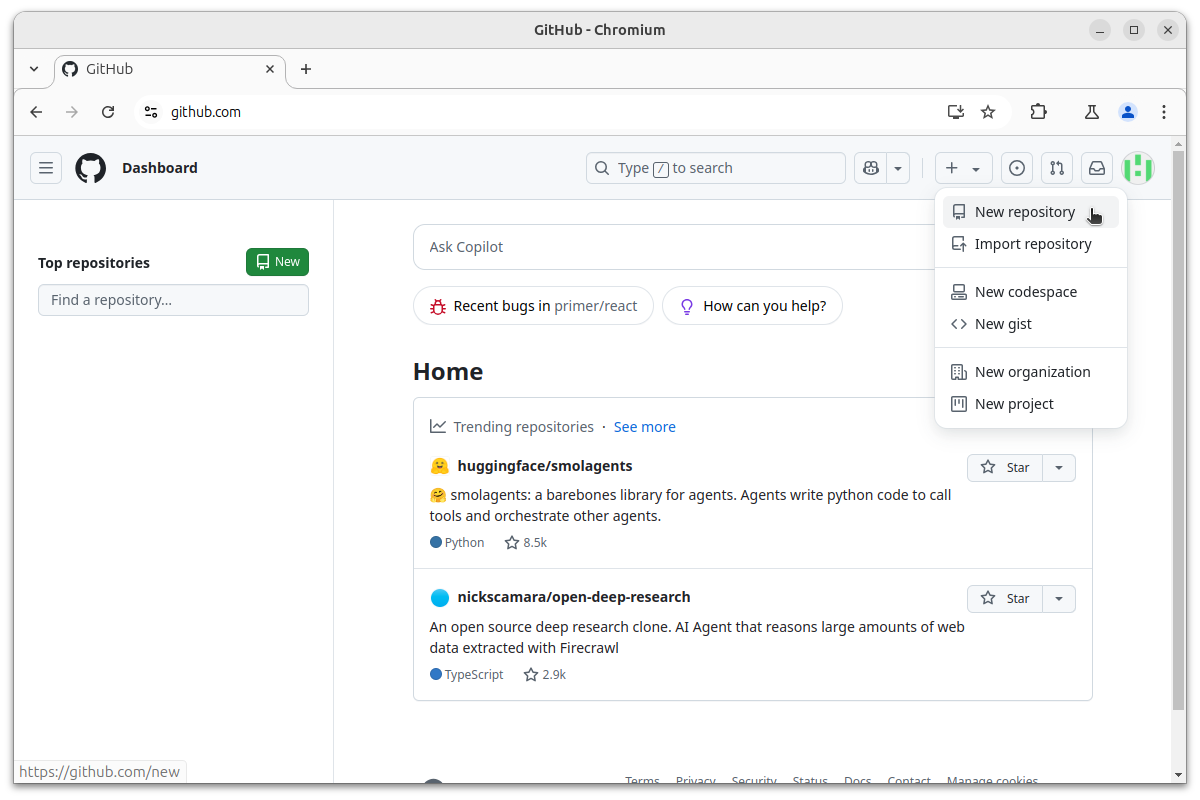 GitHub - Chromium
GitHub
github.com
Dashboard
Type / to search
New repository
Import repository
New codespace
New gist
New organization
New project
Top repositories
New
Find a repository...
Ask Copilot
Recent bugs in primer/react
How can you help?
Home
Trending repositories · See more
huggingface/smolagents
Star
🤗 smolagents: a barebones library for agents. Agents write python code to call
tools and orchestrate other agents.
Python 8.5k
nickscamara/open-deep-research
Star
An open source deep research clone. AI Agent that reasons large amounts of web
data extracted with Firecrawl
TypeScript 2.9k
https://github.com/new
Terms Privacy Security Status Docs Contact Manage cookies